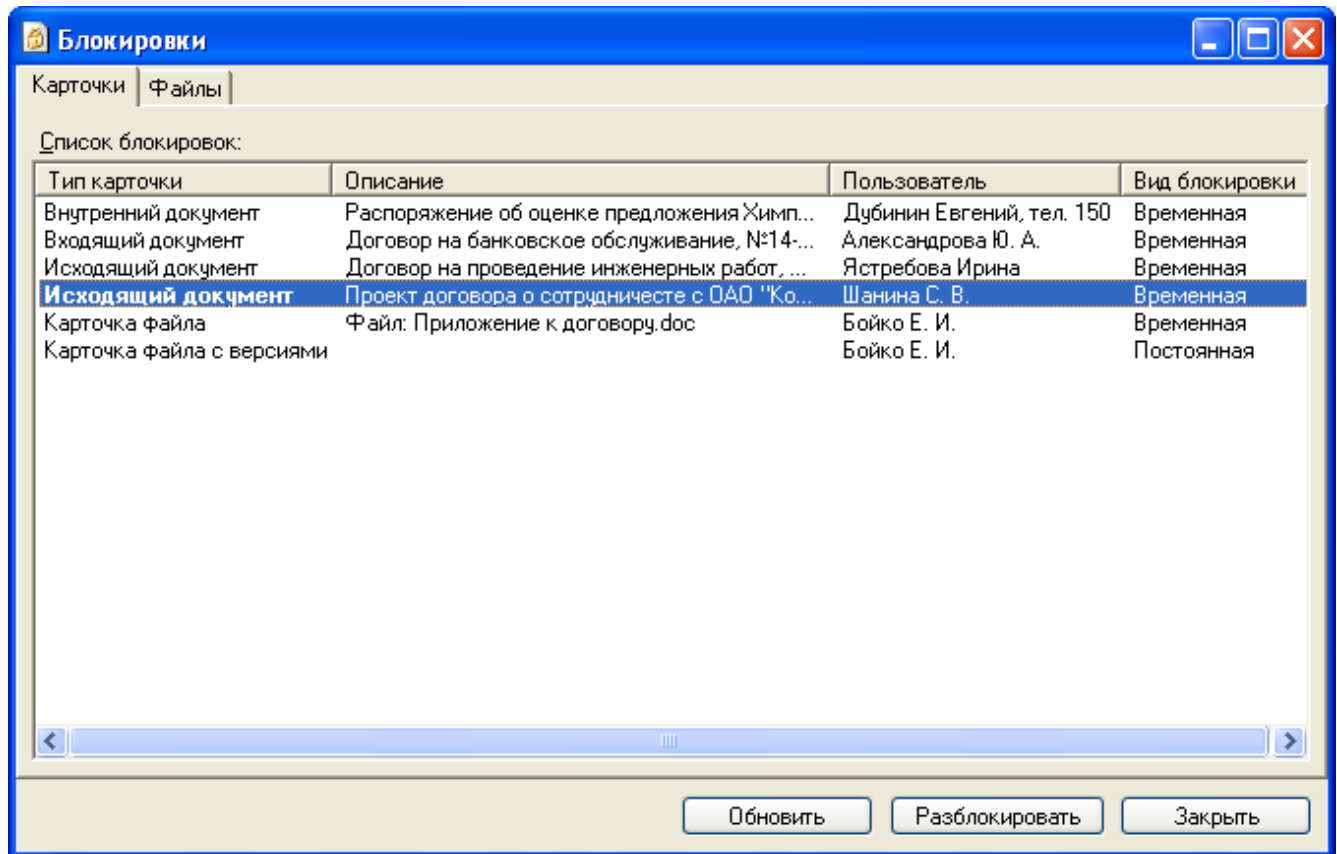 Блокировки
Карточки Файлы
Список блокировок:
Тип карточки Описание Пользователь Вид блокировки
Внутренний документ Распоряжение об оценке предложения Химп... Дубинин Евгений, тел. 150 Временная
Входящий документ Договор на банковское обслуживание, №14-... Александрова Ю. А. Временная
Исходящий документ Договор на проведение инженерных работ, ... Ястребова Ирина Временная
Исходящий документ Проект договора о сотрудничесте с ОАО "Ко... Шанина С. В. Временная
Карточка файла Файл: Приложение к договору.doc Бойко Е. И. Временная
Карточка файла с версиями Бойко Е. И. Постоянная
Обновить Разблокировать Закрыть